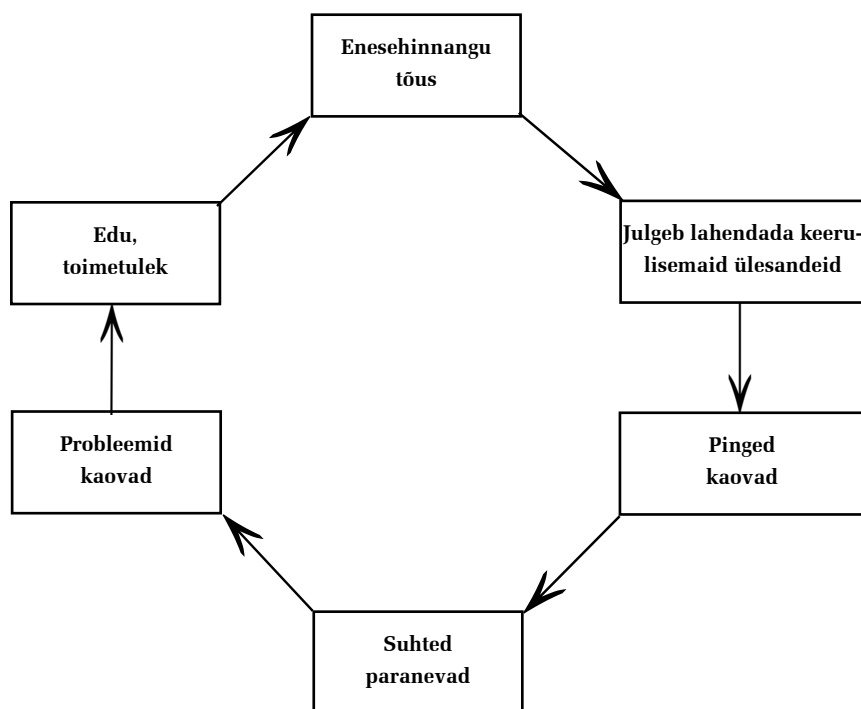 Enesehinnangu
tõus
Julgeb lahendada keeru-
lisemaid ülesandeid
Pinged
kaovad
Suhted
paranevad
Probleemid
kaovad
Edu,
toimetulek